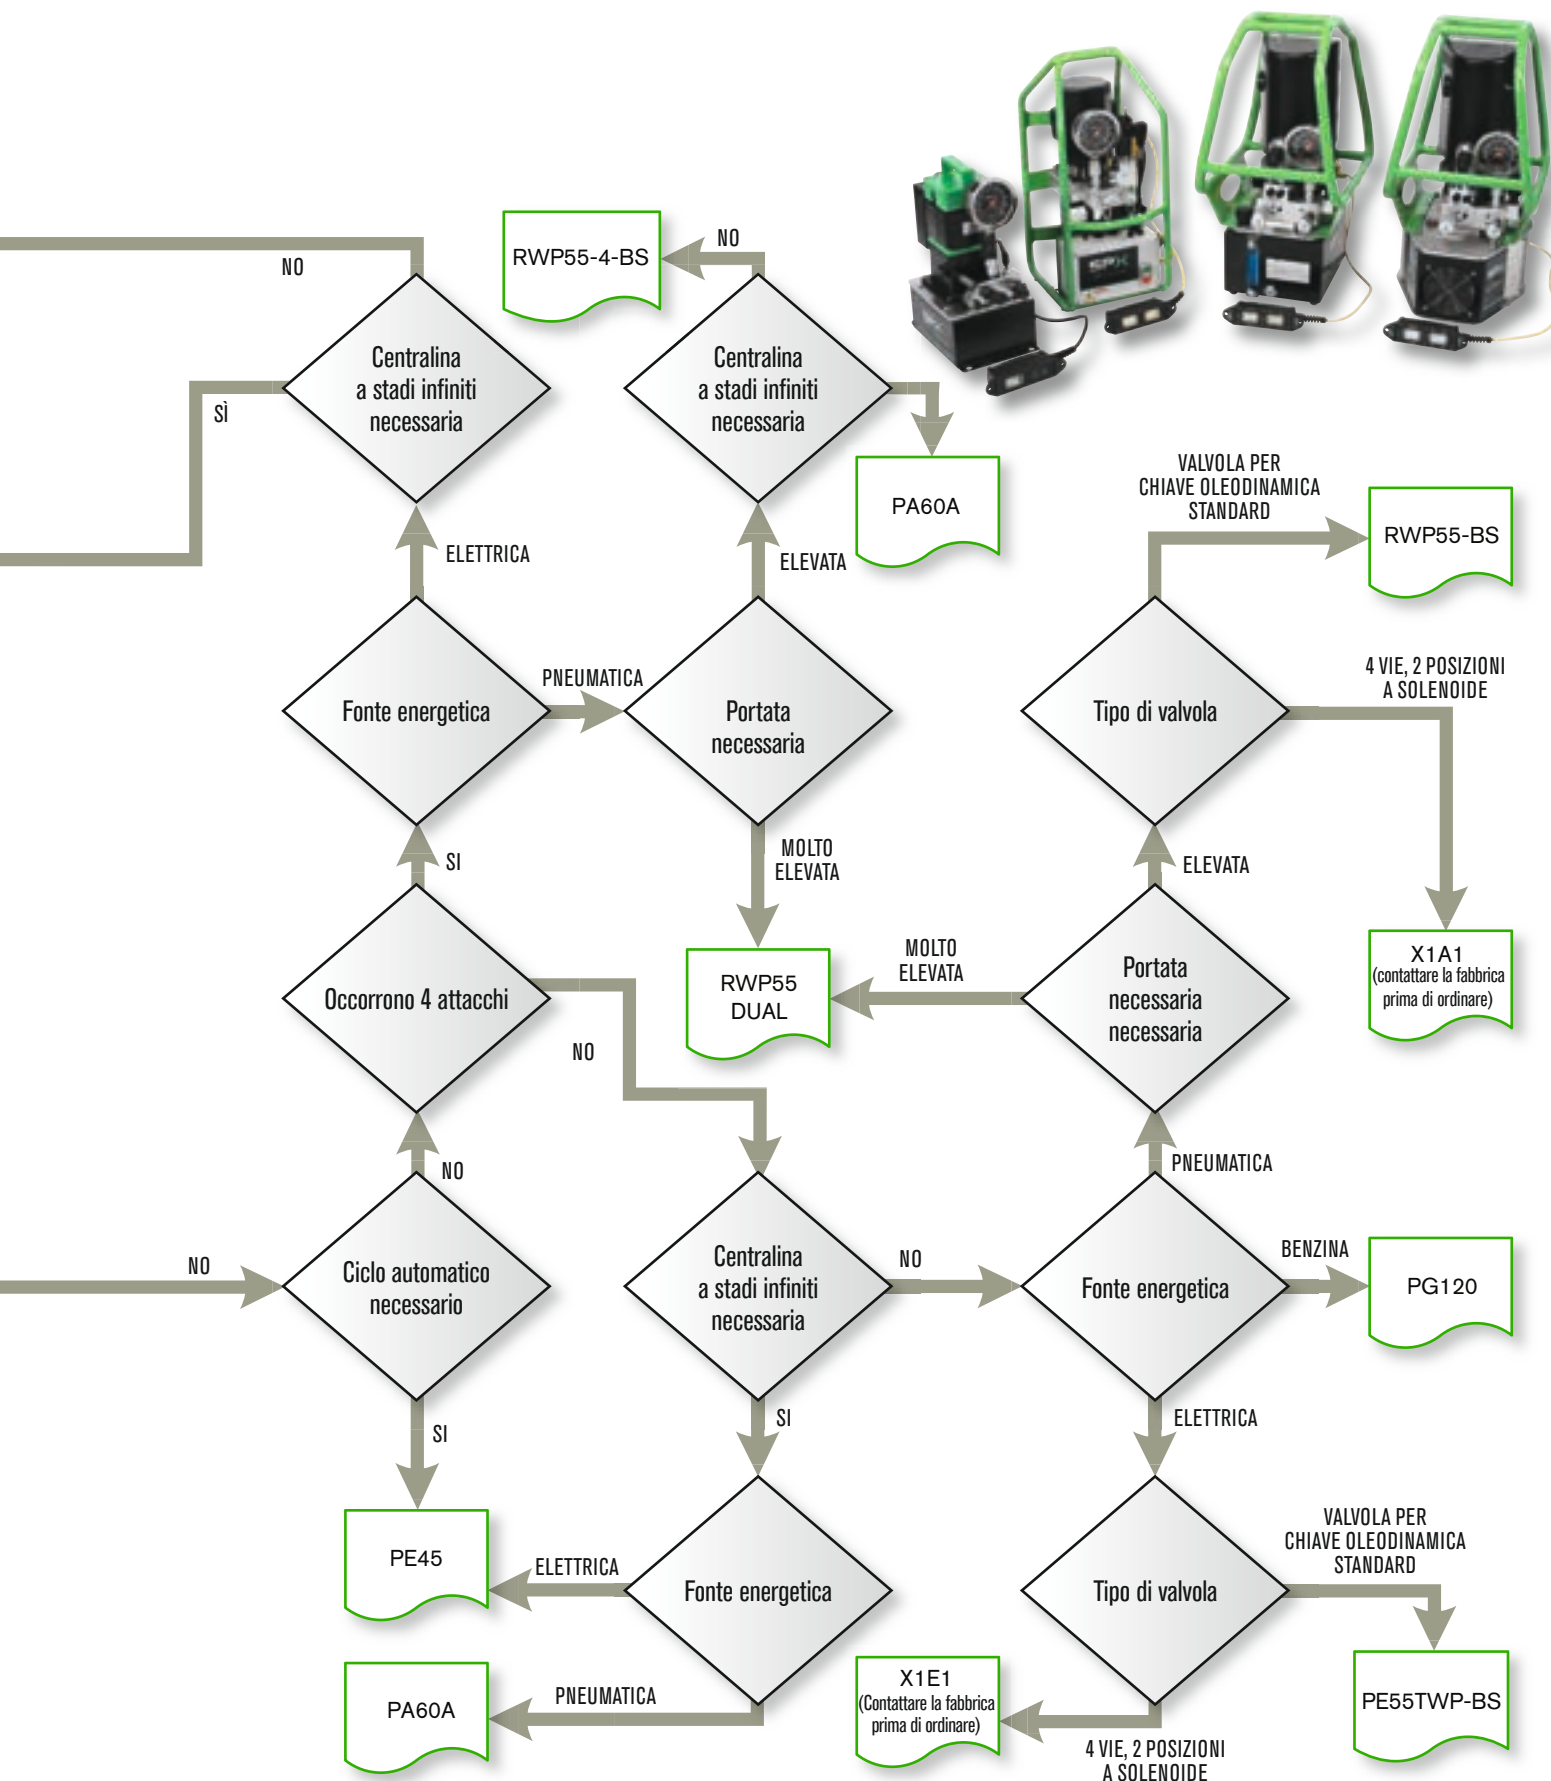 RWP55-4-BS
NO
NO
Centralina
a stadi infiniti
necessaria
Centralina
a stadi infiniti
necessaria
SÌ
PA60A
VALVOLA PER
CHIAVE OLEODINAMICA
STANDARD
RWP55-BS
ELETTRICA
ELEVATA
Fonte energetica
PNEUMATICA
Portata
necessaria
Tipo di valvola
4 VIE, 2 POSIZIONI
A SOLENOIDE
SI
MOLTO
ELEVATA
ELEVATA
Occorrono 4 attacchi
NO
RWP55
DUAL
MOLTO
ELEVATA
Portata
necessaria
necessaria
X1A1
(contattare la fabbrica
prima di ordinare)
NO
PNEUMATICA
NO
Ciclo automatico
necessario
Centralina
a stadi infiniti
necessaria
NO
Fonte energetica
BENZINA
PG120
SI
SI
ELETTRICA
PE45
ELETTRICA
Fonte energetica
Tipo di valvola
VALVOLA PER
CHIAVE OLEODINAMICA
STANDARD
PA60A
PNEUMATICA
X1E1
(Contattare la fabbrica
prima di ordinare)
4 VIE, 2 POSIZIONI
A SOLENOIDE
PE55TWP-BS
SPX